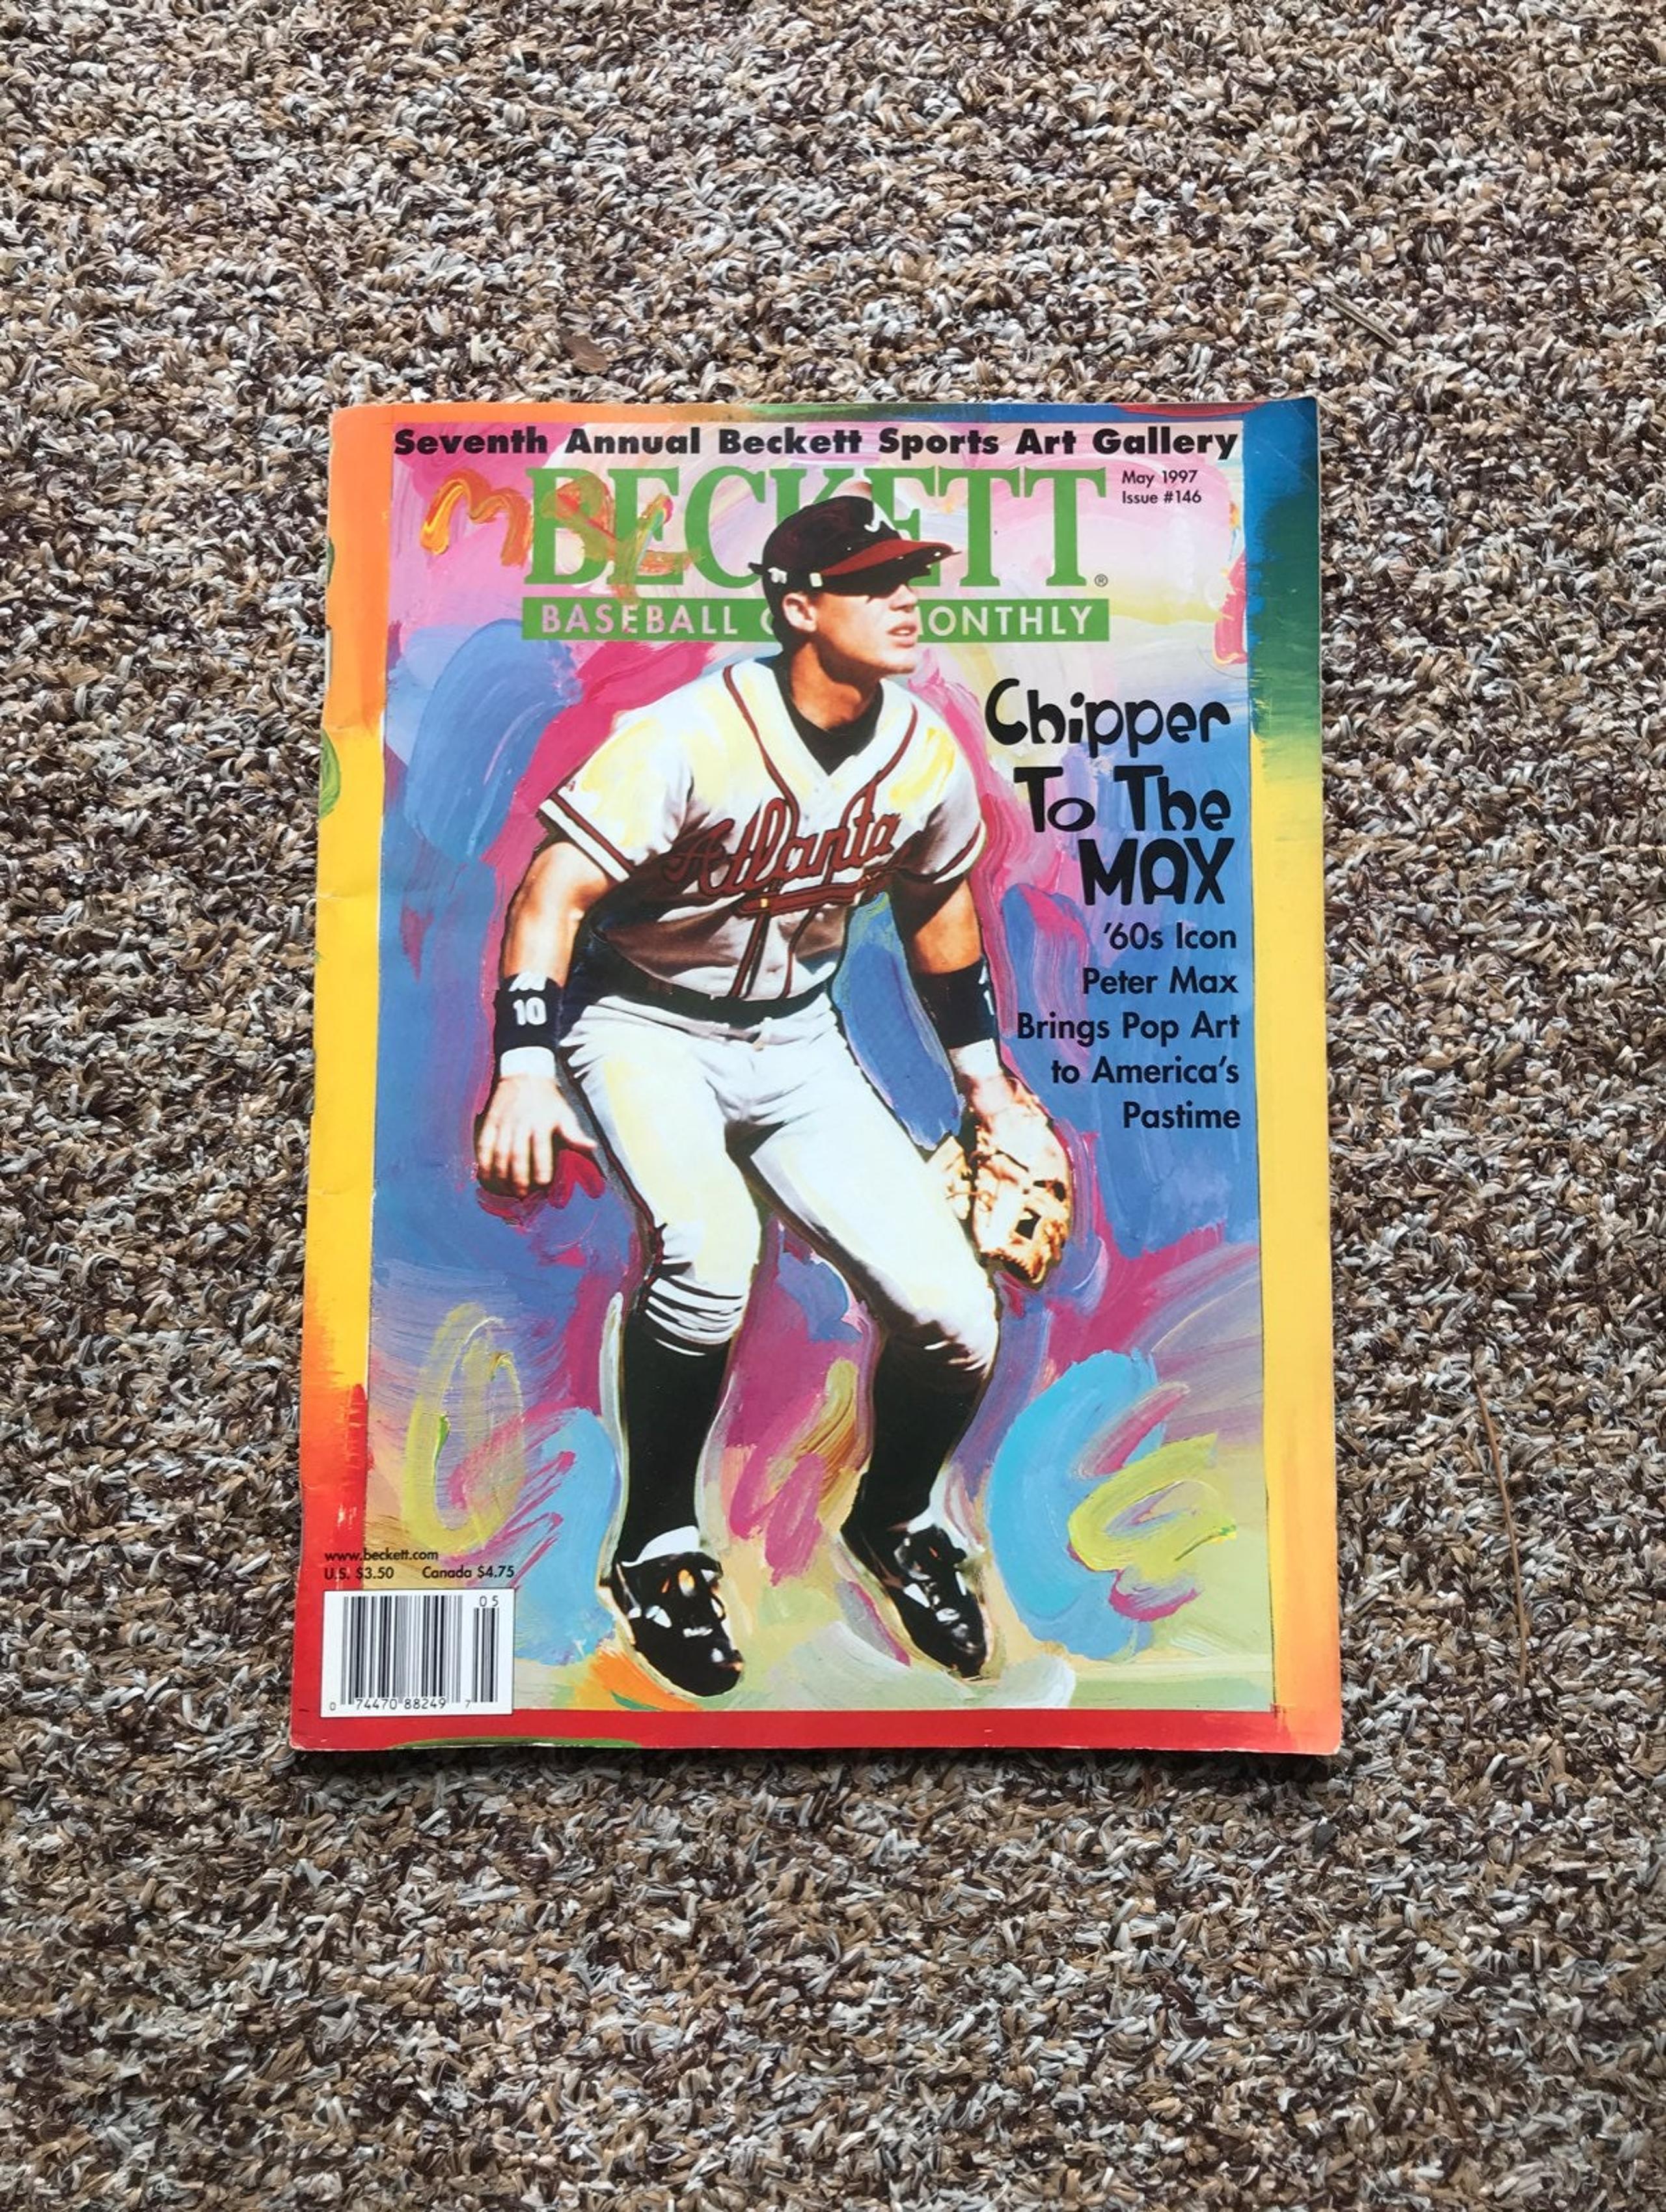 Seventh Annual Beckett Sports Art Gallery
Max
BECKETT®
May 1997
Issue #146
BASEBALL
Chipper
To The
MAX
'60s Icon
Peter Max
Brings Pop Art
to America's
Pastime
Atlanta
10
www.beckett.com
U.S. $3.50 Canada $4.75
05
0 74470 88249 7